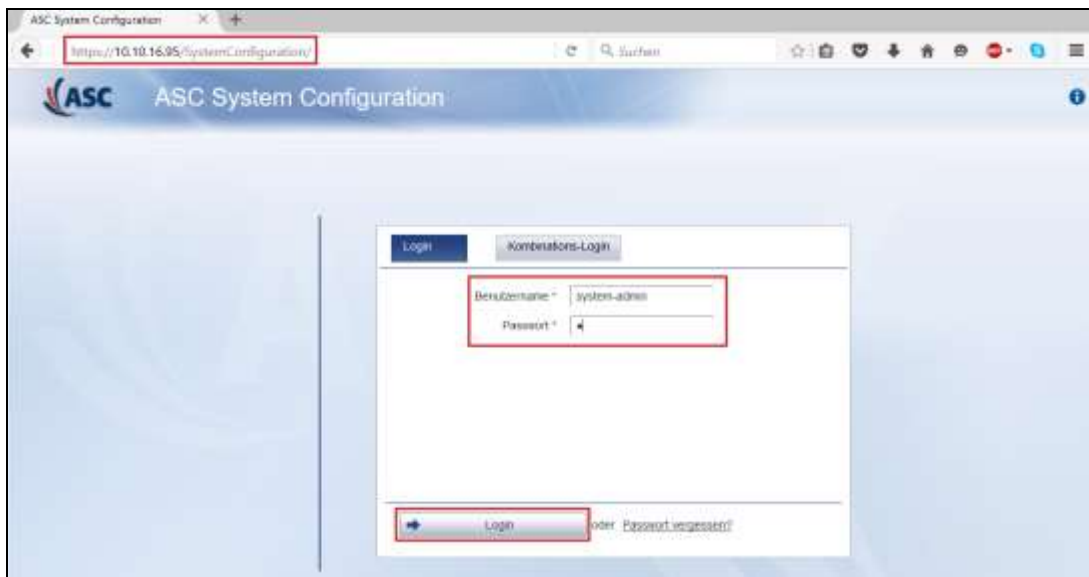 ASC System Configuration
https://10.10.16.95/SystemConfiguration/
Suchen
ASC
ASC System Configuration
Login
Kombinations-Login
Benutzername *
system-admin
Passwort *
Login
oder Passwort vergessen?